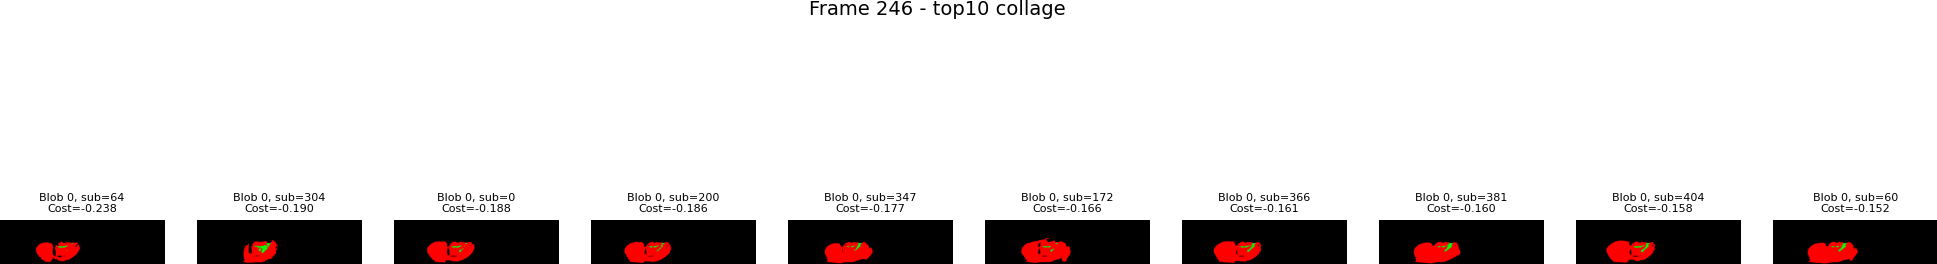 Frame 246 - top10 collage
Blob 0, sub=64
Cost=-0.238
Blob 0, sub=304
Cost=-0.190
Blob 0, sub=0
Cost=-0.188
Blob 0, sub=200
Cost=-0.186
Blob 0, sub=347
Cost=-0.177
Blob 0, sub=172
Cost=-0.166
Blob 0, sub=366
Cost=-0.161
Blob 0, sub=381
Cost=-0.160
Blob 0, sub=404
Cost=-0.158
Blob 0, sub=60
Cost=-0.152